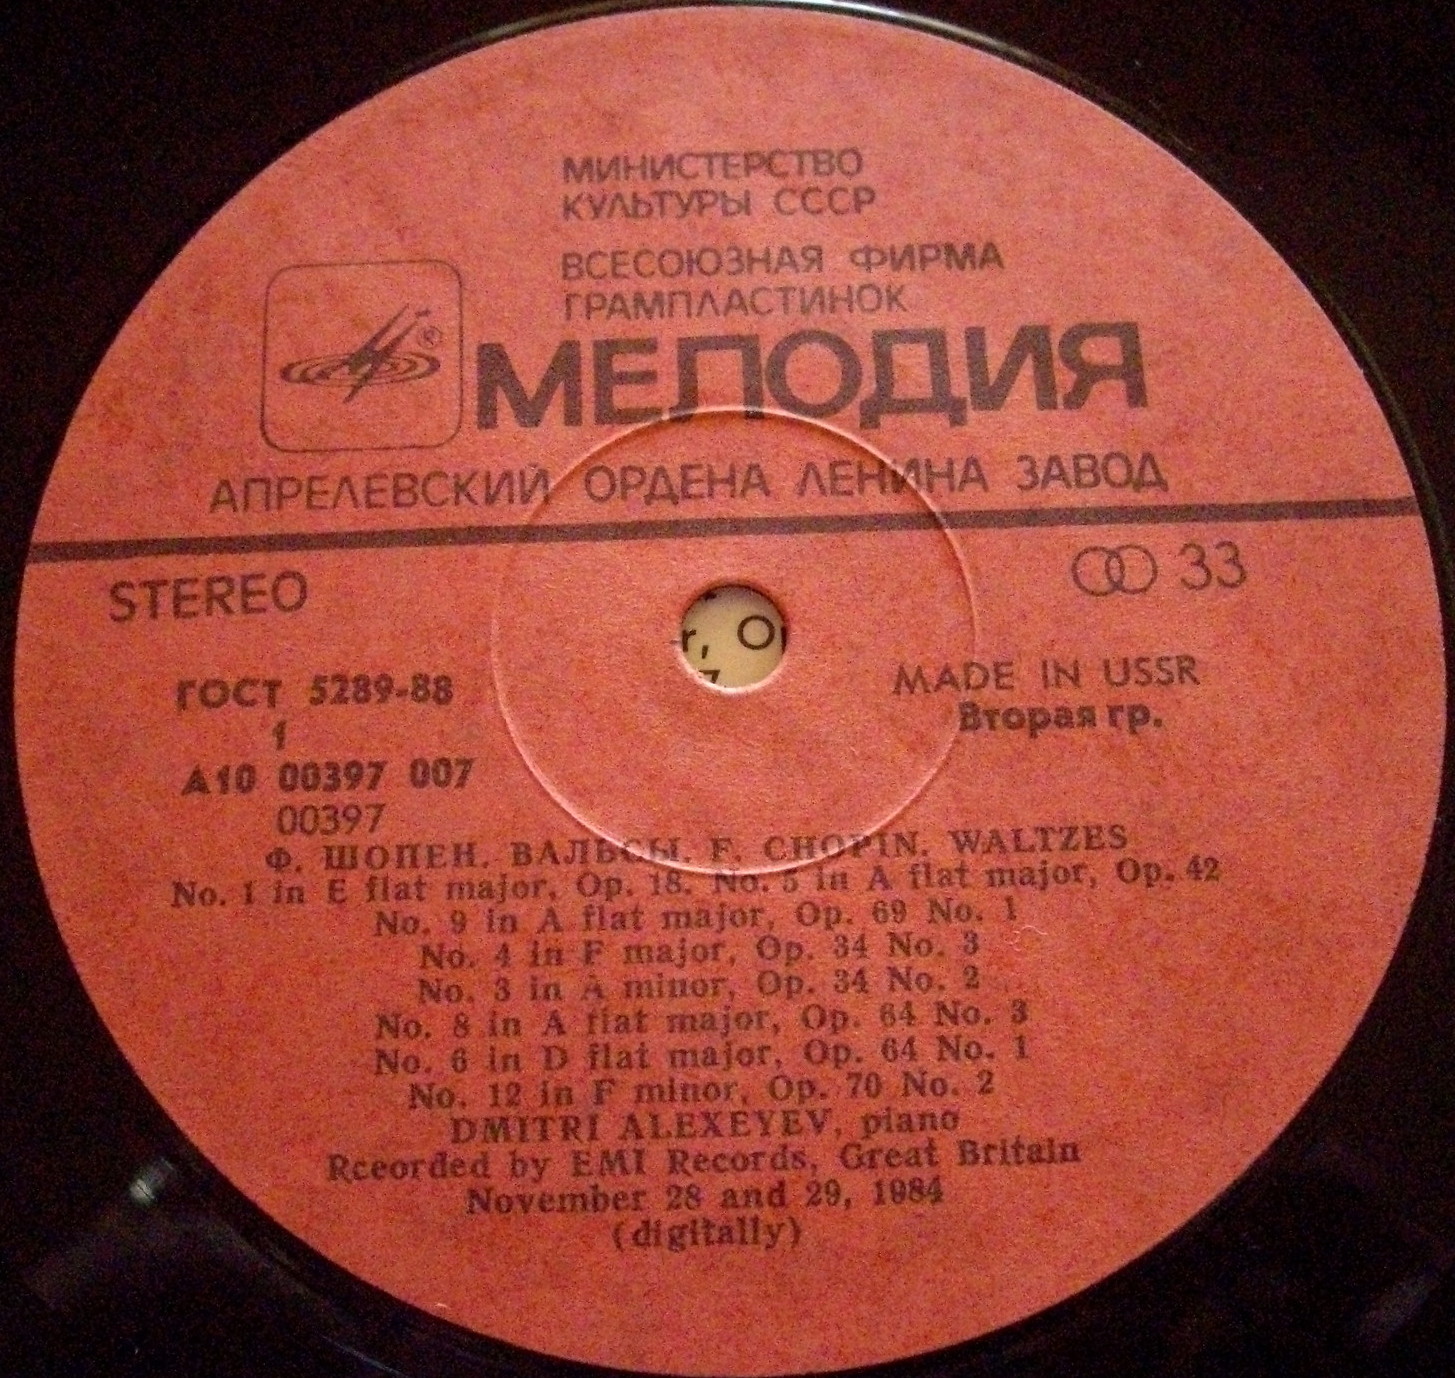 МИНИСТЕРСТВО
КУЛЬТУРЫ СССР
ВСЕСОЮЗНАЯ ФИРМА
ГРАМПЛАСТИНОК
®
МЕЛОДИЯ
АПРЕЛЕВСКИЙ ОРДЕНА ЛЕНИНА ЗАВОД
STEREO
33
r, O
ГОСТ 5289-88
MADE IN USSR
1
Вторая гр.
А10 00397 007
00397
Ф. ШОПЕН. ВАЛЬСЫ. F. CHOPIN. WALTZES
No. 1 in E flat major, Op. 18. No. 5 in A flat major, Op. 42
No. 9 in A flat major, Op. 69 No. 1
No. 4 in F major, Op. 34 No. 3
No. 3 in A minor, Op. 34 No. 2
No. 8 in A flat major, Op. 64 No. 3
No. 6 in D flat major, Op. 64 No. 1
No. 12 in F minor, Op. 70 No. 2
DMITRI ALEXEYEV, piano
Rceorded by EMI Records, Great Britain
November 28 and 29, 1984
(digitally)